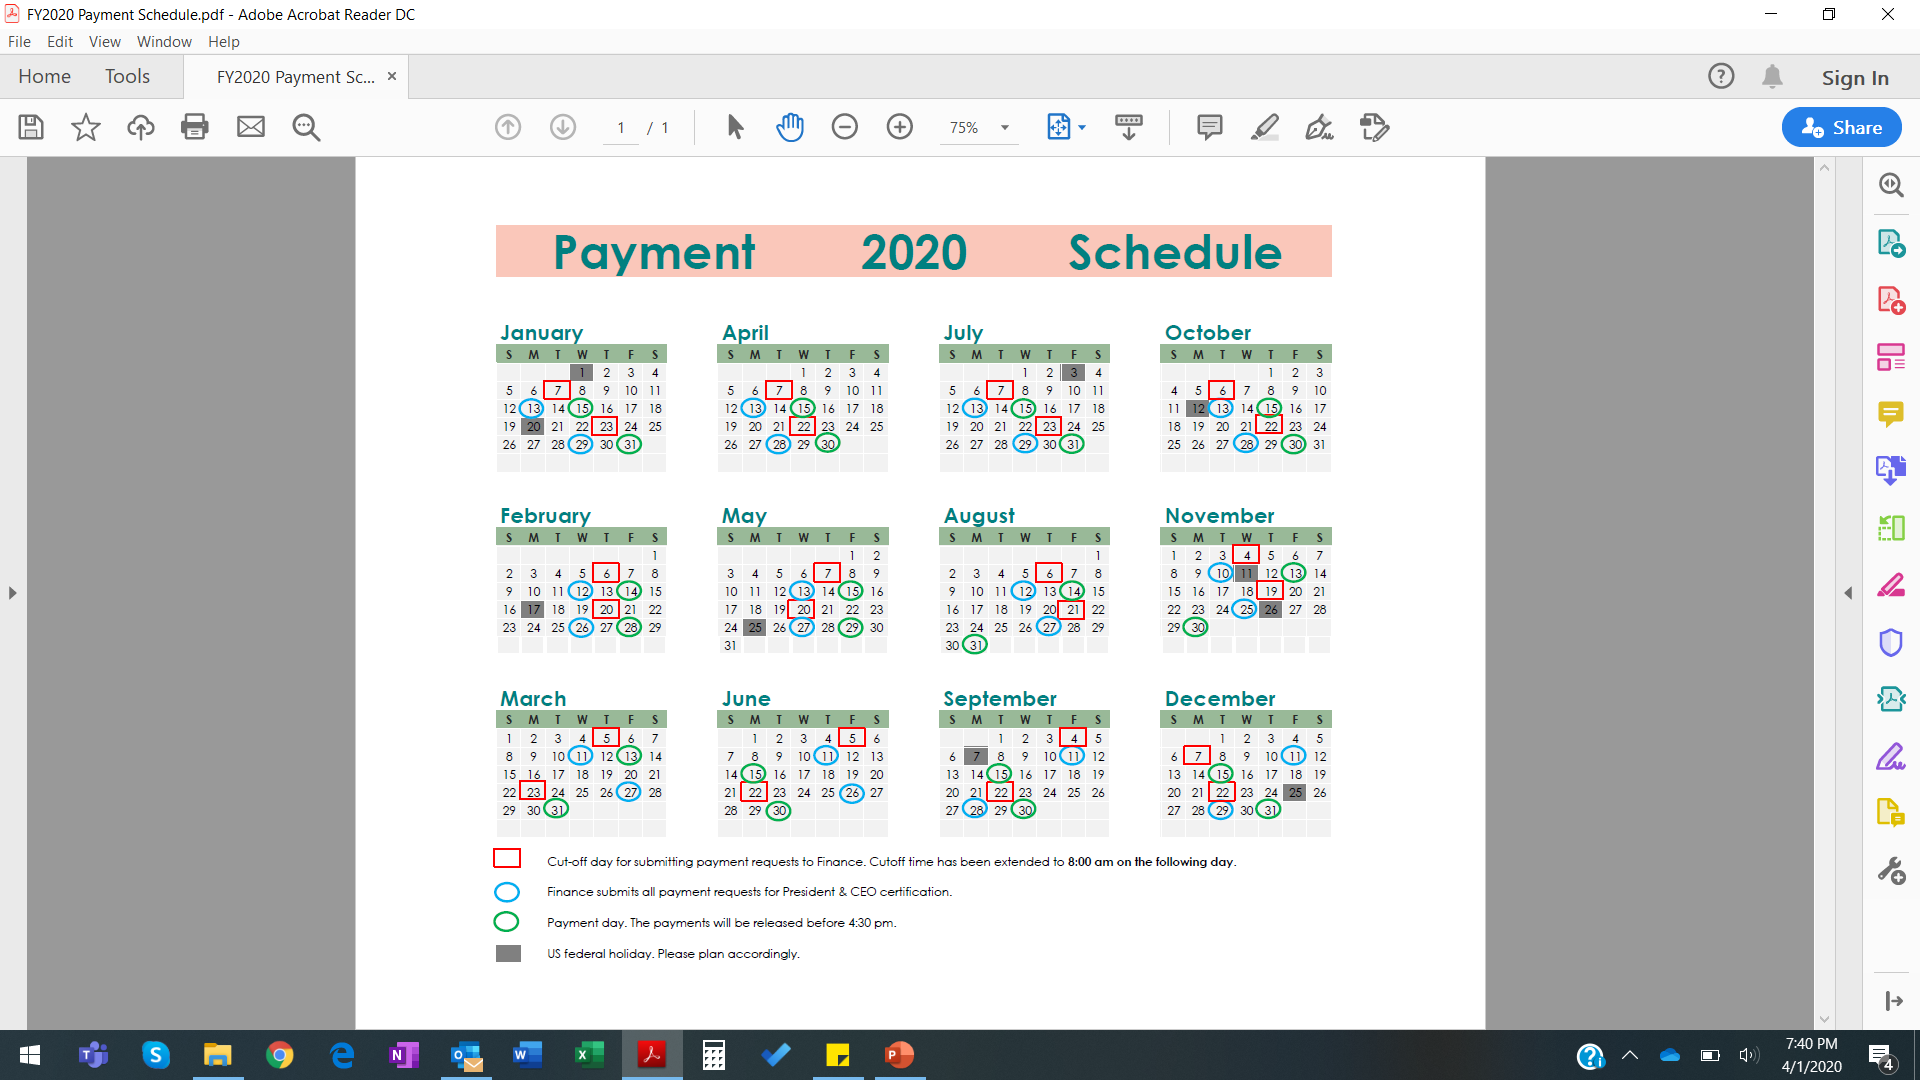 FY2020 Payment Schedule.pdf - Adobe Acrobat Reader DC
File Edit View Window Help
Home Tools FY2020 Payment Sc... × Sign In
1 / 1 75% Share
Payment 2020 Schedule
January
S M T W T F S
1 2 3 4
5 6 7 8 9 10 11
12 13 14 15 16 17 18
19 20 21 22 23 24 25
26 27 28 29 30 31
April
S M T W T F S
1 2 3 4
5 6 7 8 9 10 11
12 13 14 15 16 17 18
19 20 21 22 23 24 25
26 27 28 29 30
July
S M T W T F S
1 2 3 4
5 6 7 8 9 10 11
12 13 14 15 16 17 18
19 20 21 22 23 24 25
26 27 28 29 30 31
October
S M T W T F S
1 2 3
4 5 6 7 8 9 10
11 12 13 14 15 16 17
18 19 20 21 22 23 24
25 26 27 28 29 30 31
February
S M T W T F S
1
2 3 4 5 6 7 8
9 10 11 12 13 14 15
16 17 18 19 20 21 22
23 24 25 26 27 28 29
May
S M T W T F S
1 2
3 4 5 6 7 8 9
10 11 12 13 14 15 16
17 18 19 20 21 22 23
24 25 26 27 28 29 30
31
August
S M T W T F S
1
2 3 4 5 6 7 8
9 10 11 12 13 14 15
16 17 18 19 20 21 22
23 24 25 26 27 28 29
30 31
November
S M T W T F S
1 2 3 4 5 6 7
8 9 10 11 12 13 14
15 16 17 18 19 20 21
22 23 24 25 26 27 28
29 30
March
S M T W T F S
1 2 3 4 5 6 7
8 9 10 11 12 13 14
15 16 17 18 19 20 21
22 23 24 25 26 27 28
29 30 31
June
S M T W T F S
1 2 3 4 5 6
7 8 9 10 11 12 13
14 15 16 17 18 19 20
21 22 23 24 25 26 27
28 29 30
September
S M T W T F S
1 2 3 4 5
6 7 8 9 10 11 12
13 14 15 16 17 18 19
20 21 22 23 24 25 26
27 28 29 30
December
S M T W T F S
1 2 3 4 5
6 7 8 9 10 11 12
13 14 15 16 17 18 19
20 21 22 23 24 25 26
27 28 29 30 31
Cut-off day for submitting payment requests to Finance. Cutoff time has been extended to 8:00 am on the following day.
Finance submits all payment requests for President & CEO certification.
Payment day. The payments will be released before 4:30 pm.
US federal holiday. Please plan accordingly.
7:40 PM
4/1/2020
4